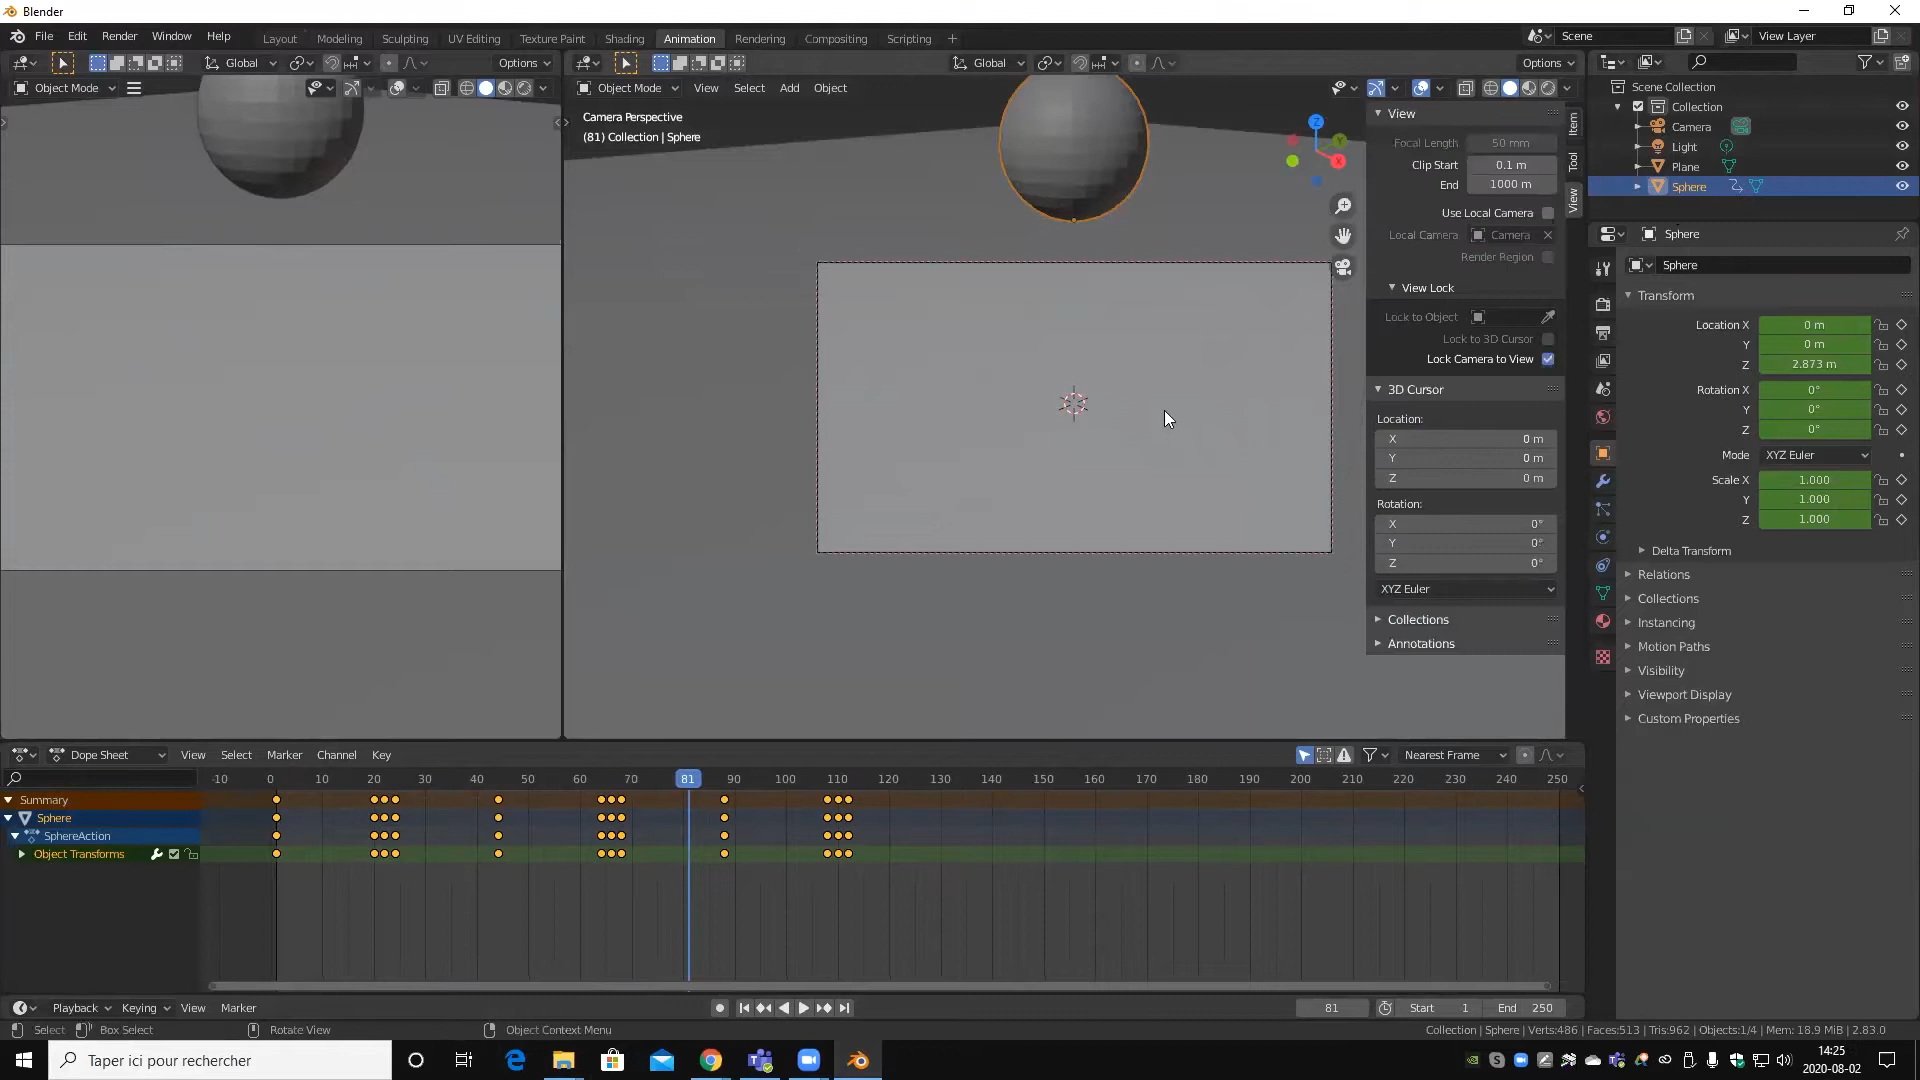 Blender
File Edit Render Window Help Layout Modeling Sculpting UV Editing Texture Paint Shading Animation Rendering Compositing Scripting + Scene View Layer
Global Options Global Options
Object Mode Object Mode View Select Add Object View Scene Collection
Camera Perspective Focal Length 50 mm Collection
(81) Collection | Sphere Clip Start 0.1 m Camera
End 1000 m Light
Use Local Camera Plane
Local Camera Camera Sphere
Render Region Sphere
View Lock Sphere
Lock to Object Transform
Lock to 3D Cursor Location X 0 m
Lock Camera to View Y 0 m
3D Cursor Z 2.873 m
Location: Rotation X 0°
X 0 m Y 0°
Y 0 m Z 0°
Z 0 m Mode XYZ Euler
Rotation: Scale X 1.000
X 0° Y 1.000
Y 0° Z 1.000
Z 0° Delta Transform
XYZ Euler Relations
Collections Collections
Annotations Instancing
Motion Paths
Visibility
Viewport Display
Custom Properties
Item
Tool
View
X
Y
Z
Dope Sheet View Select Marker Channel Key Nearest Frame
-10 0 10 20 30 40 50 60 70 81 90 100 110 120 130 140 150 160 170 180 190 200 210 220 230 240 250
Summary
Sphere
SphereAction
Object Transforms
Playback Keying View Marker 81 Start 1 End 250
Select Box Select Rotate View Object Context Menu Collection | Sphere | Verts:486 | Faces:513 | Tris:962 | Objects:1/4 | Mem: 18.9 MiB | 2.83.0
Taper ici pour rechercher 14:25
2020-08-02